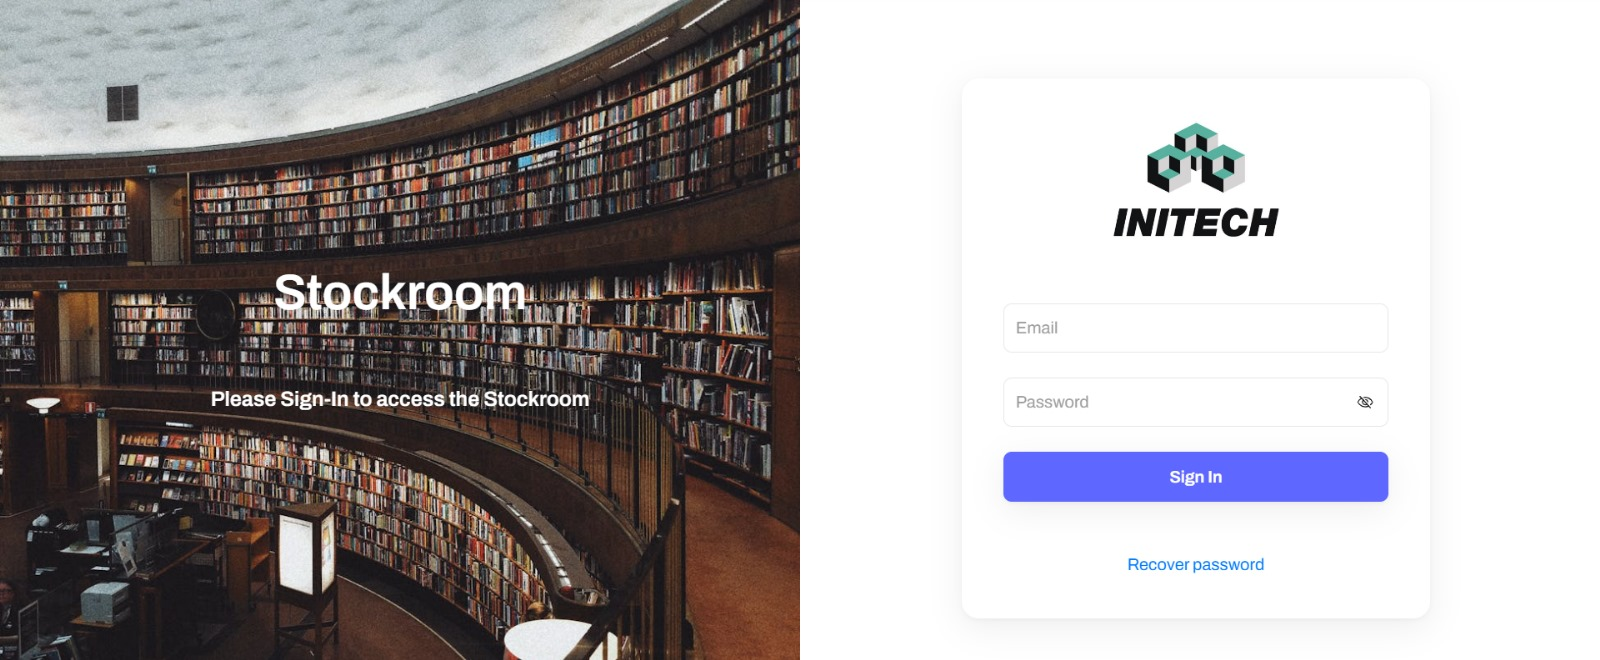 Stockroom
Please Sign-In to access the Stockroom
INITECH
Email
Password
Sign In
Recover password